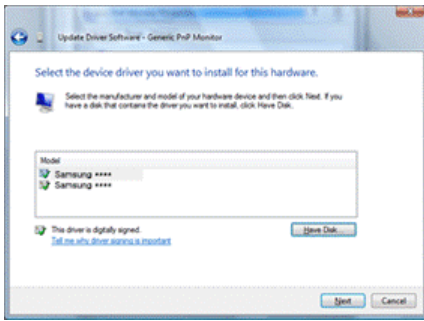 Update Driver Software - Generic PnP Monitor
Select the device driver you want to install for this hardware.
Select the manufacturer and model of your hardware device and then click Next. If you
have a disk that contains the driver you want to install, click Have Disk.
Model
Samsung ****
Samsung ****
This driver is digitally signed.
Have Disk...
Tell me why driver signing is important
Next
Cancel